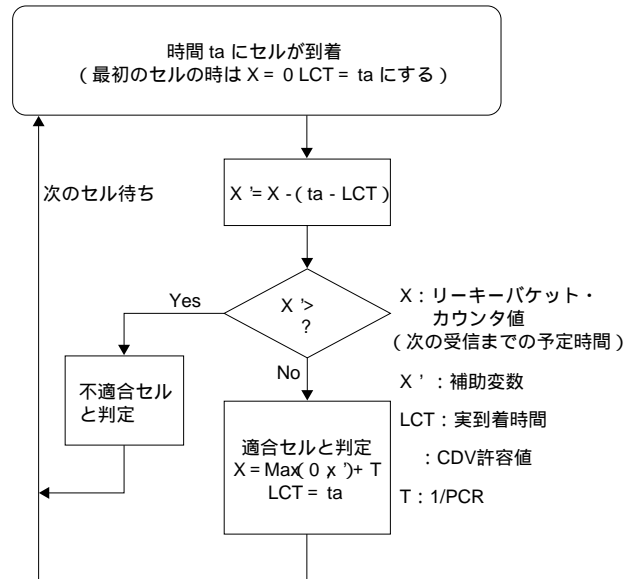 時間 ta にセルが到着
( 最初のセルの時は X = 0 LCT = ta にする )
次のセル待ち
X '= X -( ta - LCT )
Yes
X '>
?
No
不適合セル
と判定
適合セルと判定
X = Max( 0 x ')+ T
LCT = ta
X : リーキーバケット・
カウンタ値
( 次の受信までの予定時間 )
X ' : 補助変数
LCT : 実到着時間
: CDV許容値
T : 1/PCR